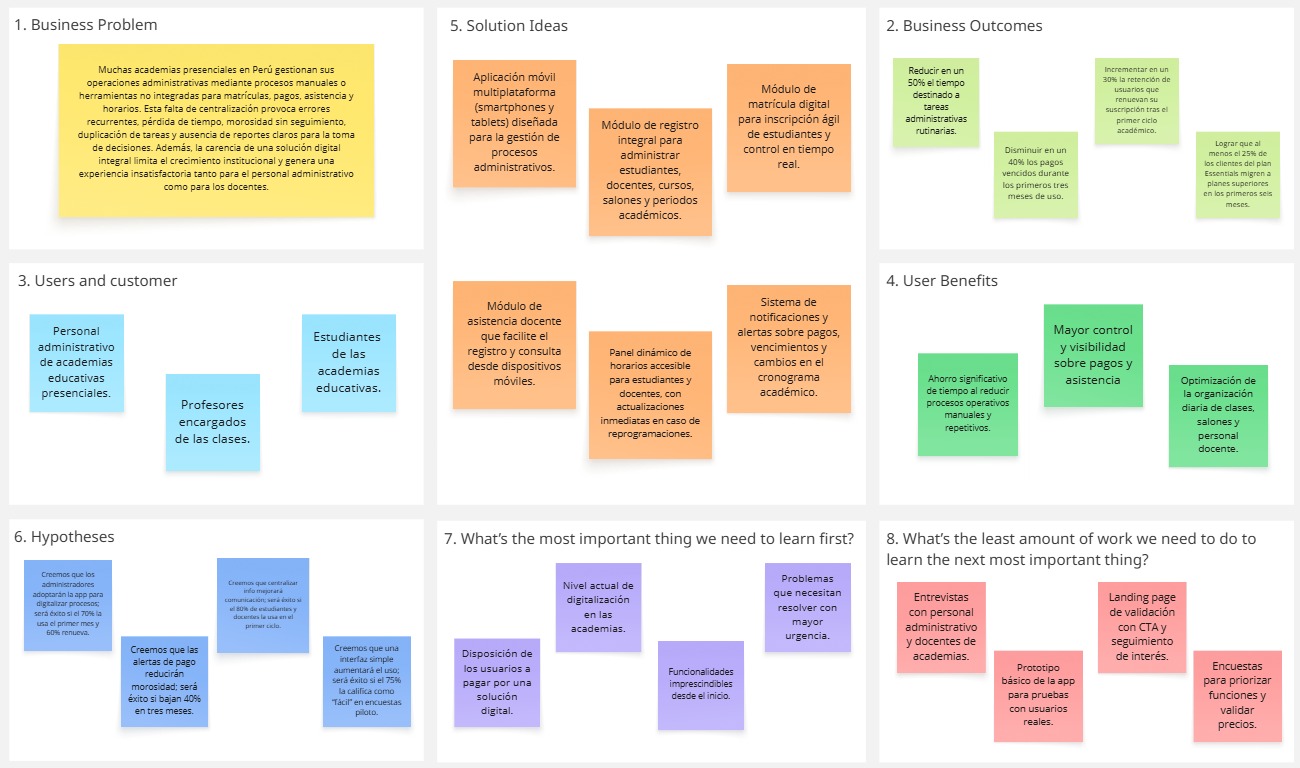 1. Business Problem
Muchas academias presenciales en Perú gestionan sus
operaciones administrativas mediante procesos manuales o
herramientas no integradas para matrículas, pagos, asistencia y
horarios. Esta falta de centralización provoca errores
recurrentes, pérdida de tiempo, morosidad sin seguimiento,
duplicación de tareas y ausencia de reportes claros para la toma
de decisiones. Además, la carencia de una solución digital
integral limita el crecimiento institucional y genera una
experiencia insatisfactoria tanto para el personal administrativo
como para los docentes.
5. Solution Ideas
Aplicación móvil
multiplataforma
(smartphones y
tablets) diseñada
para la gestión de
procesos
administrativos.
Módulo de registro
integral para
administrar
estudiantes,
docentes, cursos,
salones y periodos
académicos.
Módulo de
matrícula digital
para inscripción ágil
de estudiantes y
control en tiempo
real.
Módulo de
asistencia docente
que facilite el
registro y consulta
desde dispositivos
móviles.
Panel dinámico de
horarios accesible
para estudiantes y
docentes, con
actualizaciones
inmediatas en caso de
reprogramaciones.
Sistema de
notificaciones y
alertas sobre pagos,
vencimientos y
cambios en el
cronograma
académico.
2. Business Outcomes
Reducir en un
50% el tiempo
destinado a
tareas
administrativas
rutinarias.
Disminuir en un
40% los pagos
vencidos durante
los primeros tres
meses de uso.
Incrementar en un
30% la retención de
usuarios que
renuevan su
suscripción tras el
primer ciclo
académico.
Lograr que al
menos el 25% de
los clientes del plan
Essentials migren a
planes superiores
en los primeros seis
meses.
3. Users and customer
Personal
administrativo
de academias
educativas
presenciales.
Profesores
encargados
de las clases.
Estudiantes
de las
academias
educativas.
4. User Benefits
Ahorro significativo
de tiempo al reducir
procesos operativos
manuales y
repetitivos.
Mayor control
y visibilidad
sobre pagos y
asistencia
Optimización de
la organización
diaria de clases,
salones y
personal
docente.
6. Hypotheses
Creemos que los
administradores
adoptarán la app para
digitalizar procesos;
será éxito si el 70% la
usa el primer mes y
60% renueva.
Creemos que las
alertas de pago
reducirán
morosidad; será
éxito si bajan 40%
en tres meses.
Creemos que centralizar
info mejorará
comunicación; será éxito si
el 80% de estudiantes y
docentes la usa en el
primer ciclo.
Creemos que una
interfaz simple
aumentará el uso;
será éxito si el 75%
la califica como
"fácil" en encuestas
piloto.
7. What's the most important thing we need to learn first?
Disposición de
los usuarios a
pagar por una
solución
digital.
Nivel actual de
digitalización
en las
academias.
Funcionalidades
imprescindibles
desde el inicio.
Problemas
que necesitan
resolver con
mayor
urgencia.
8. What's the least amount of work we need to do to
learn the next most important thing?
Entrevistas
con personal
administrativo
y docentes de
academias.
Prototipo
básico de la app
para pruebas
con usuarios
reales.
Landing page
de validación
con CTA y
seguimiento
de interés.
Encuestas
para priorizar
funciones y
validar
precios.